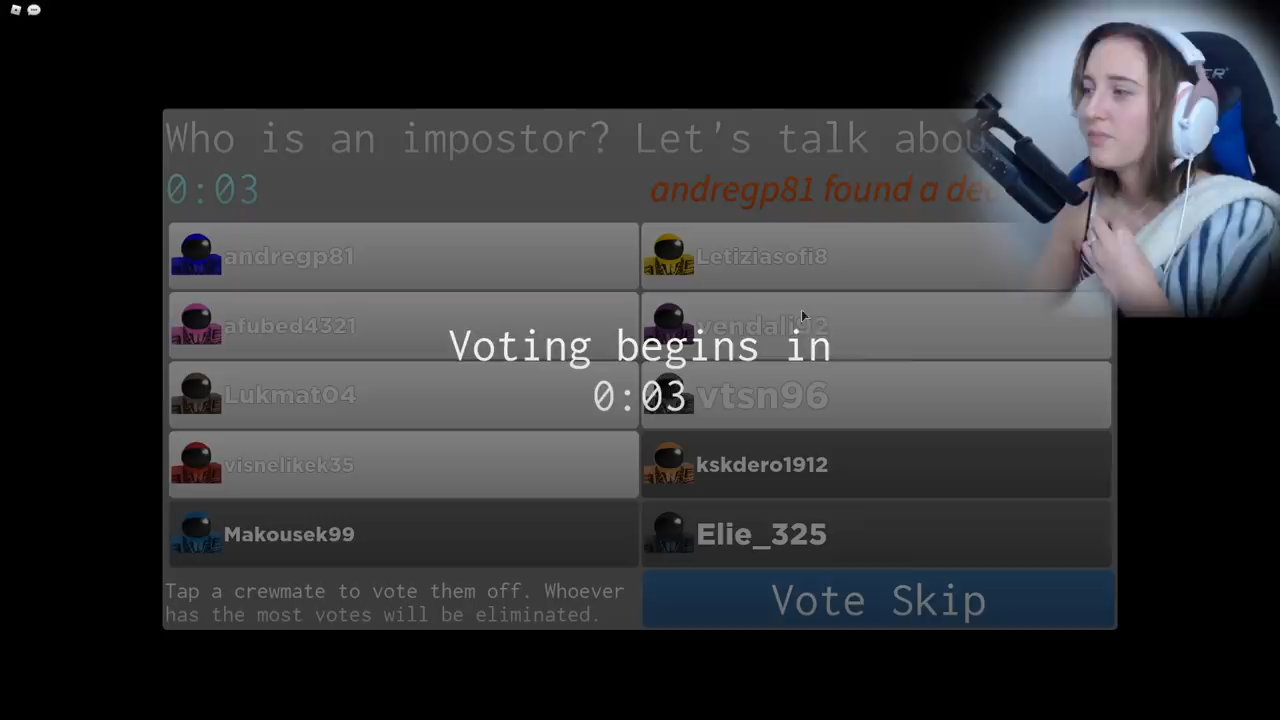 Who is an impostor? Let's talk
0:03
andregp81 found a
andregp81
Letiziasofi8
afubed4321
vendali92
Voting begins in
0:03
Lukmat04
vtsn96
visnelikek35
kskdero1912
Makousek99
Elie_325
Tap a crewmate to vote them off. Whoever
has the most votes will be eliminated.
Vote Skip